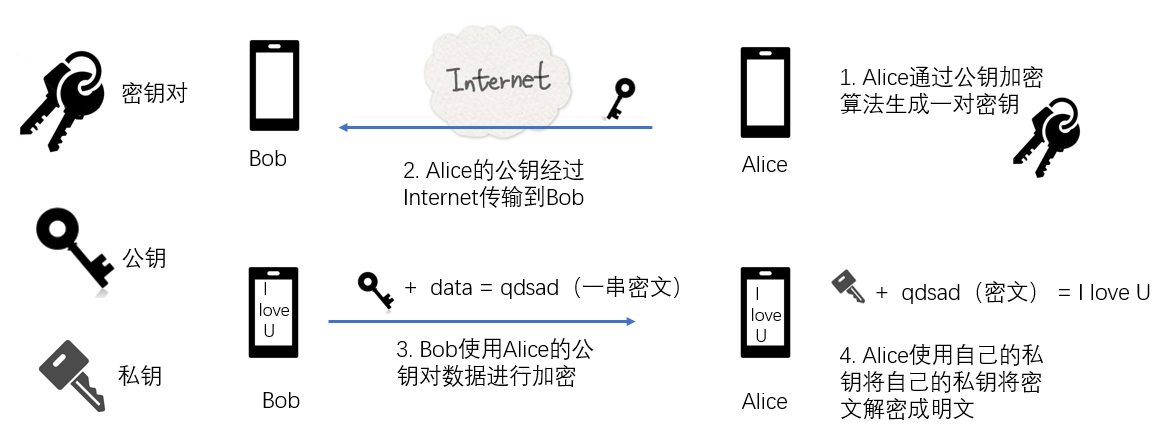 密钥对
Bob
Internet
2. Alice的公钥经过
Internet传输到Bob
Alice
1. Alice通过公钥加密
算法生成一对密钥
公钥
私钥
I
love
U
Bob
+ data = qdsad（一串密文）
3. Bob使用Alice的公
钥对数据进行加密
I
love
U
Alice
+ qdsad（密文） = I love U
4. Alice使用自己的私
钥将自己的私钥将密
文解密成明文